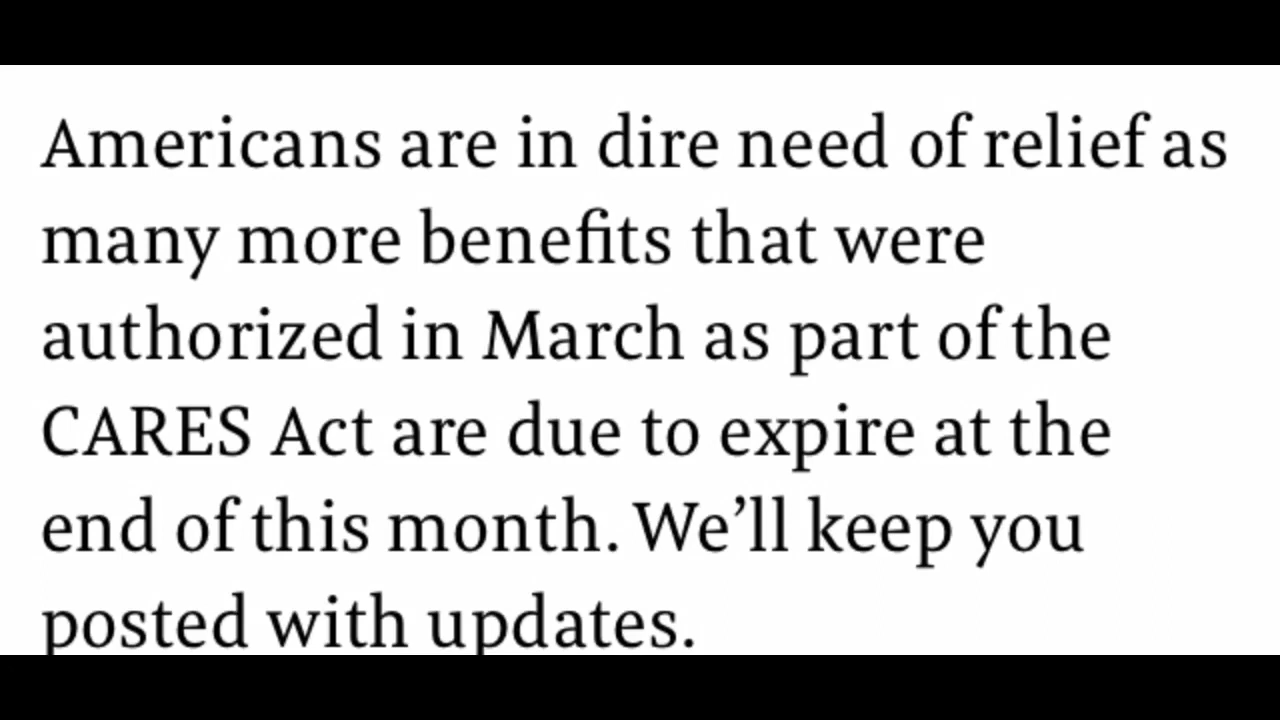 Americans are in dire need of relief as
many more benefits that were
authorized in March as part of the
CARES Act are due to expire at the
end of this month. We’ll keep you
posted with updates.